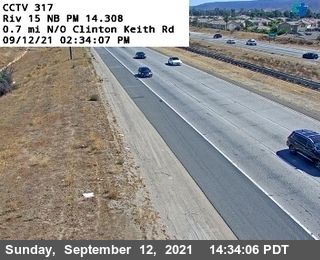 CCTV 317
Riv 15 NB PM 14.308
0.7 mi N/O Clinton Keith Rd
09/12/21 02:34:07 PM
Sunday, September 12, 2021 14:34:06 PDT